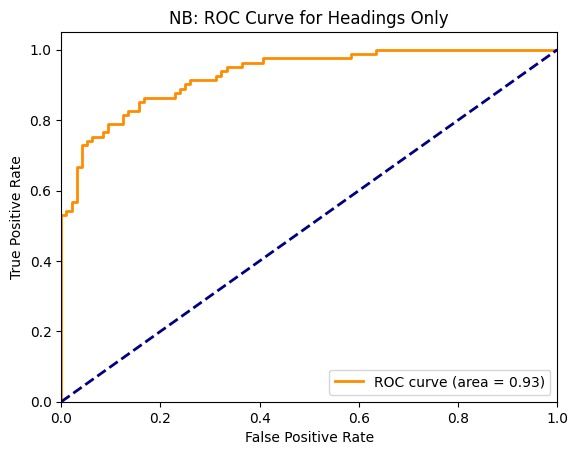 NB: ROC Curve for Headings Only
True Positive Rate
1.0
0.8
0.6
0.4
0.2
0.0
ROC curve (area = 0.93)
0.0 0.2 0.4 0.6 0.8 1.0
False Positive Rate